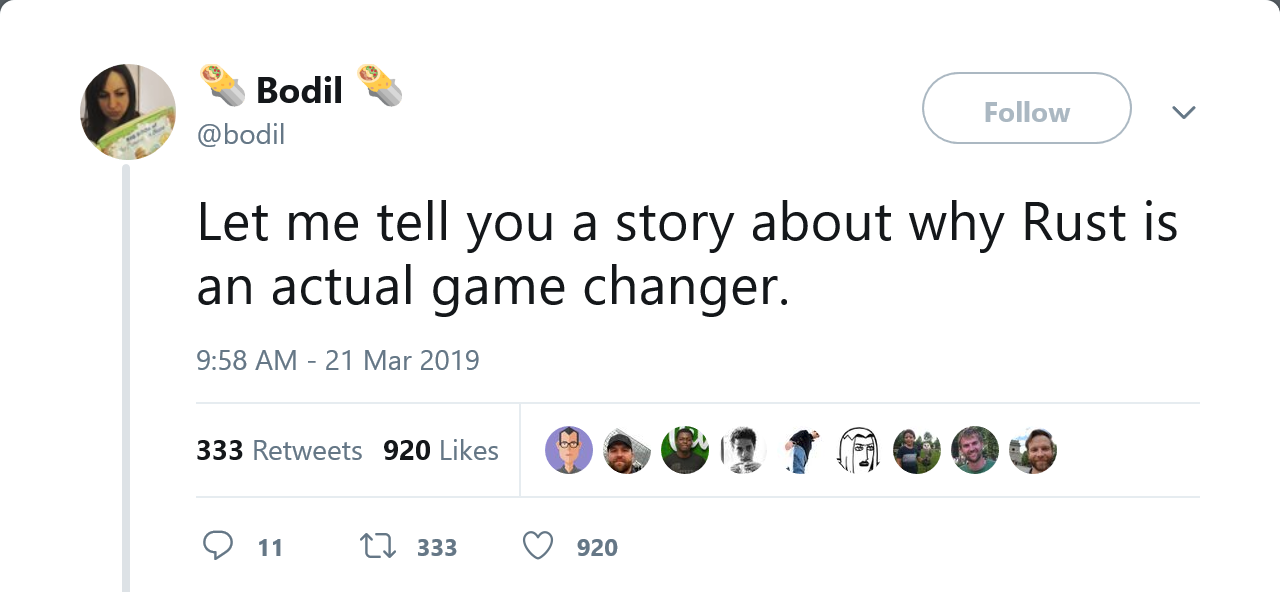 🌯 Bodil 🌯
@bodil
Follow
Let me tell you a story about why Rust is
an actual game changer.
9:58 AM - 21 Mar 2019
333 Retweets 920 Likes
11 333 920